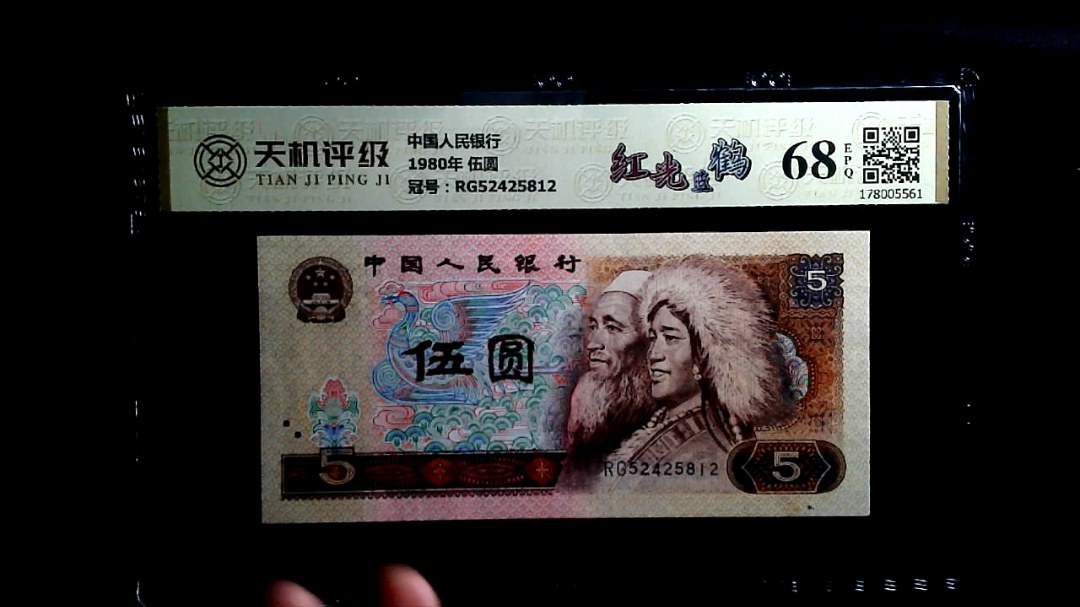 天机评级
TIAN JI PING JI
中国人民银行
1980年 伍圆
冠号：RG52425812
红光蓝鹤
68
EPQ
178005561
中国人民银行
5
伍圆
5
RG52425812
5